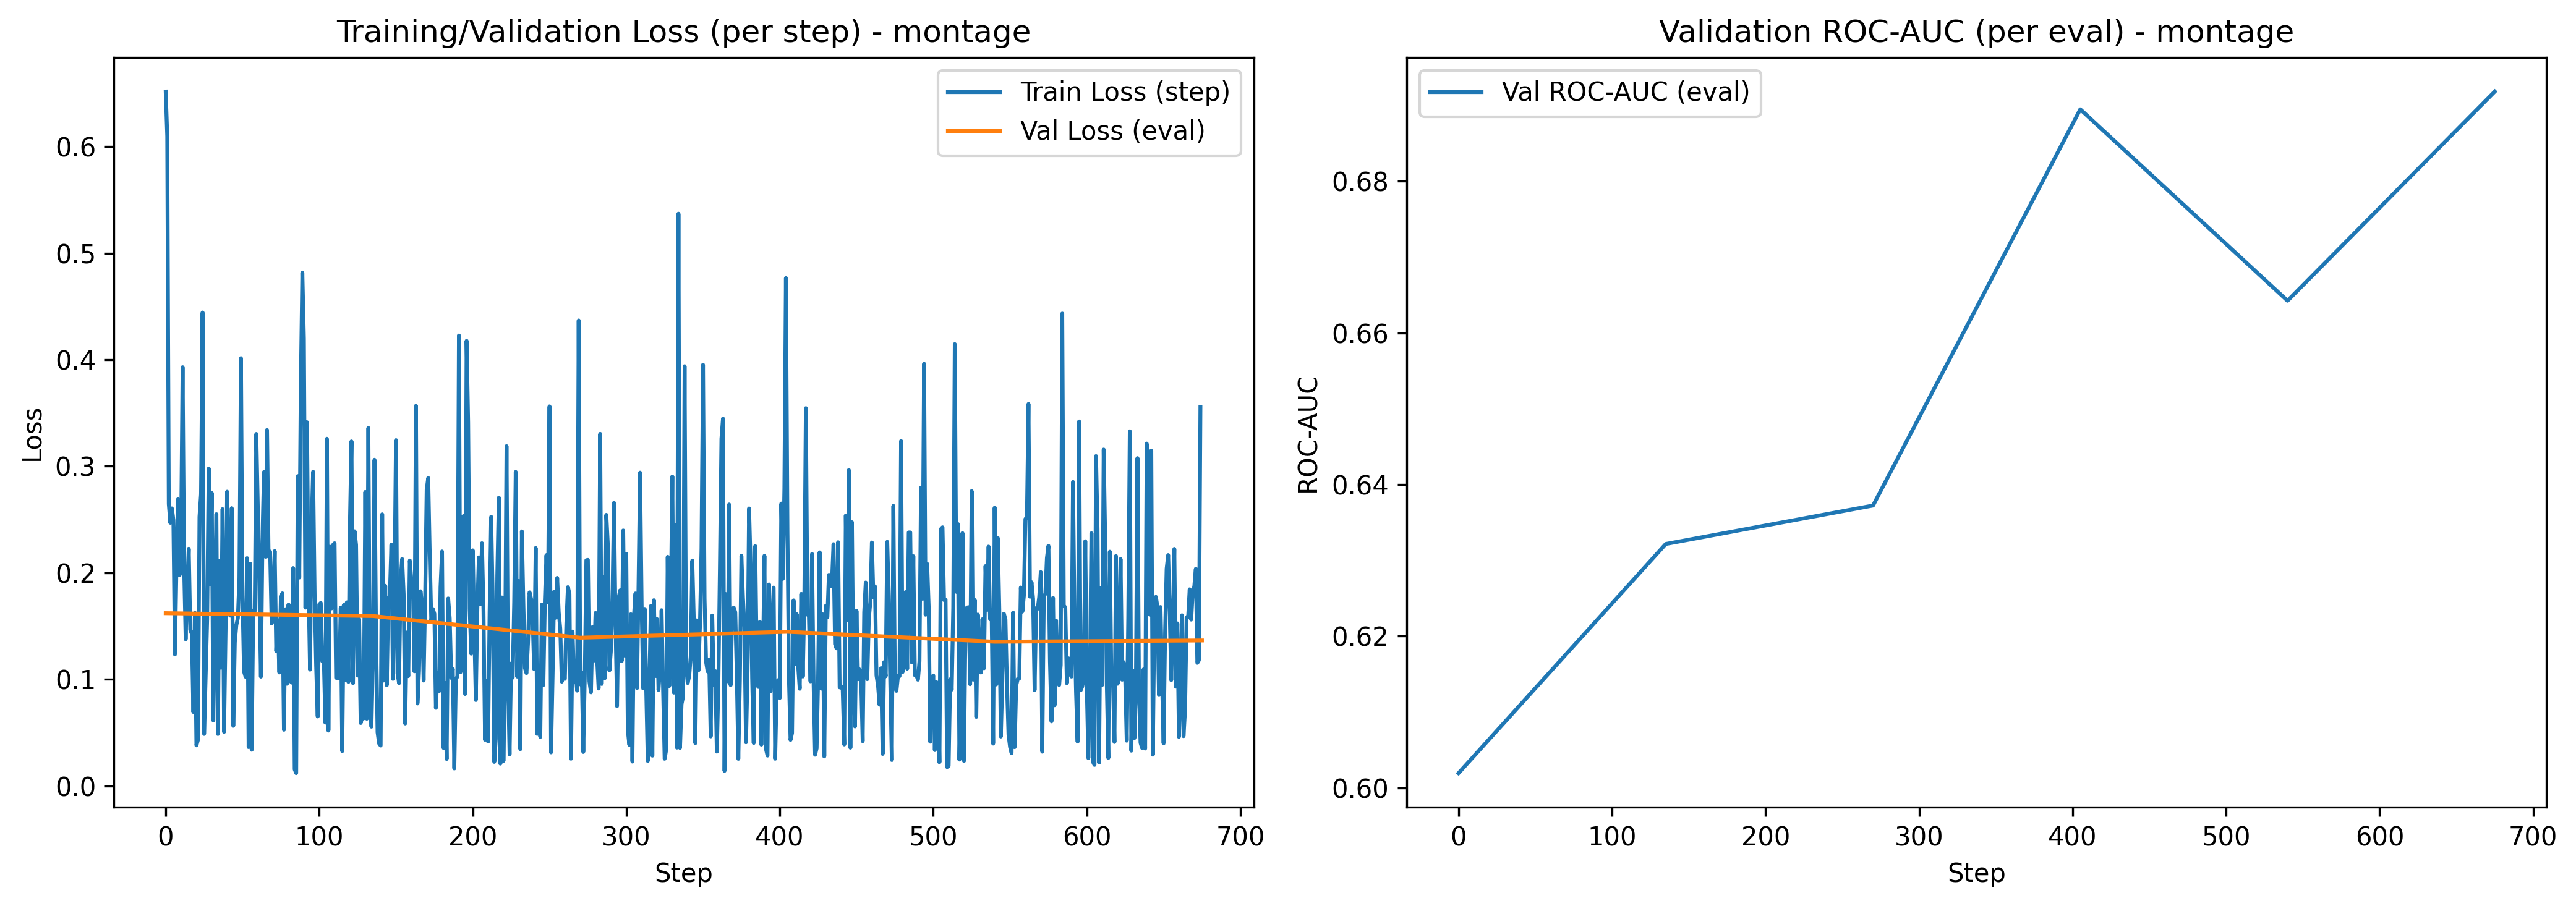 Training/Validation Loss (per step) - montage
Train Loss (step)
Val Loss (eval)
Loss
0.6
0.5
0.4
0.3
0.2
0.1
0.0
0 100 200 300 400 500 600 700
Step
Validation ROC-AUC (per eval) - montage
Val ROC-AUC (eval)
ROC-AUC
0.68
0.66
0.64
0.62
0.60
0 100 200 300 400 500 600 700
Step